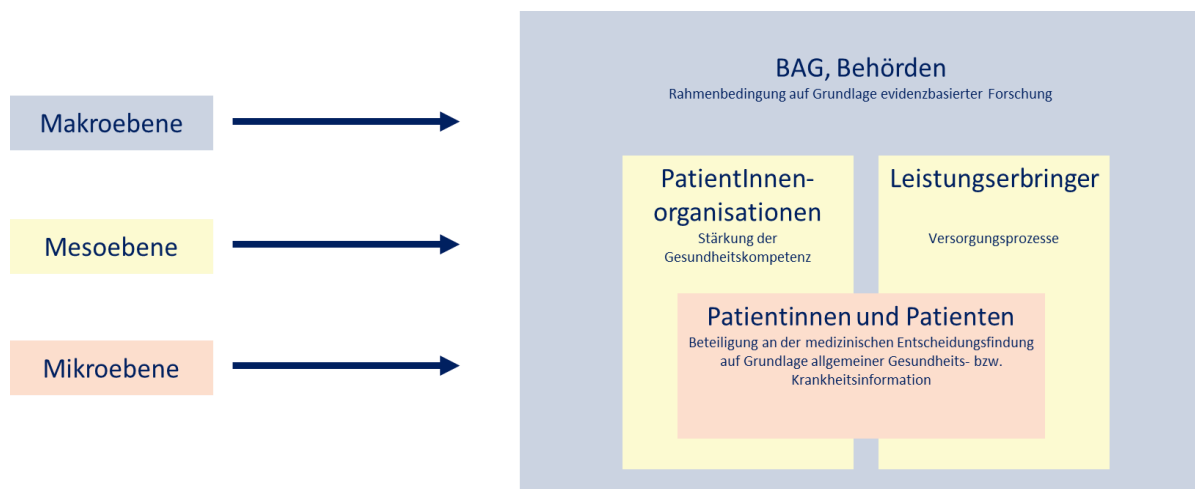 Makroebene
Mesoebene
Mikroebene
BAG, Behörden
Rahmenbedingung auf Grundlage evidenzbasierter Forschung
PatientInnen-
organisationen
Stärkung der
Gesundheitskompetenz
Leistungserbringer
Versorgungsprozesse
Patientinnen und Patienten
Beteiligung an der medizinischen Entscheidungsfindung
auf Grundlage allgemeiner Gesundheits- bzw.
Krankheitsinformation